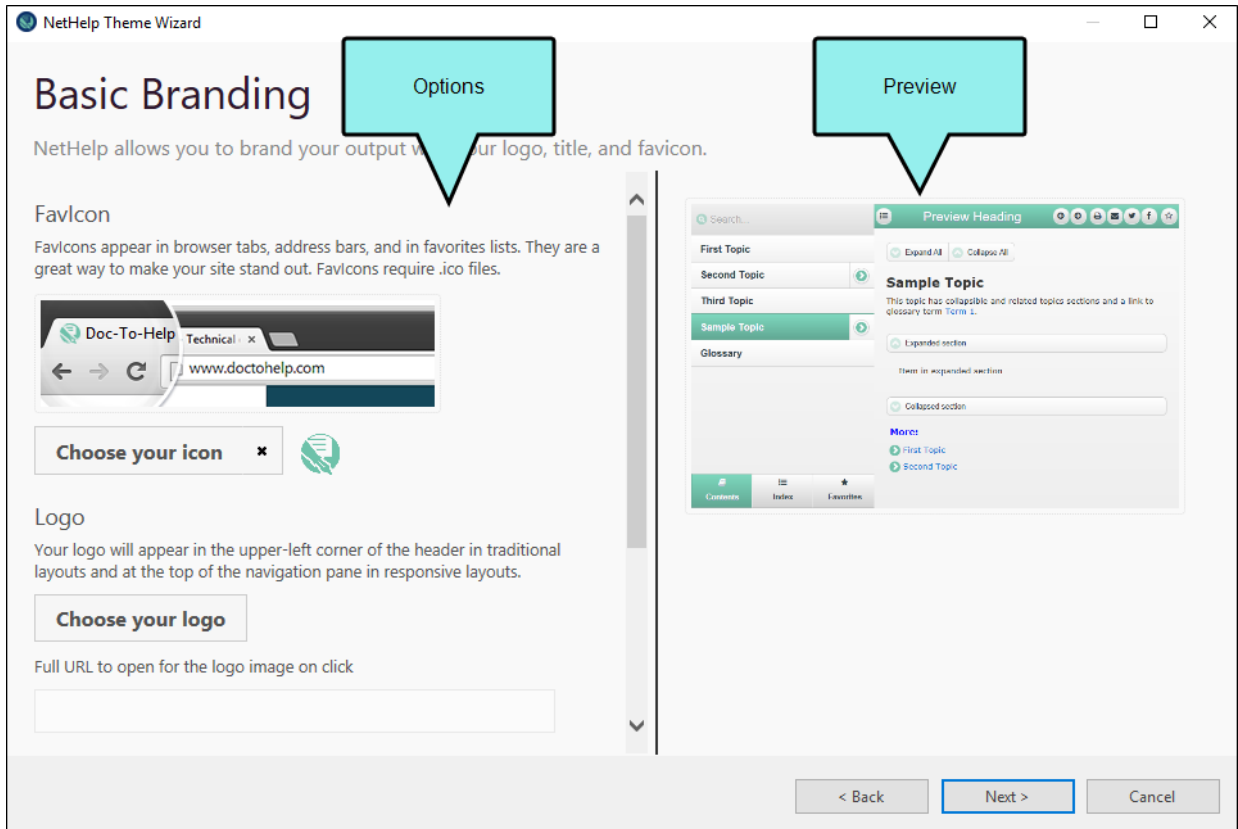 NetHelp Theme Wizard
Options
Preview
Basic Branding
NetHelp allows you to brand your output w our logo, title, and favicon.
FavIcon
FavIcons appear in browser tabs, address bars, and in favorites lists. They are a
great way to make your site stand out. FavIcons require .ico files.
Doc-To-Help
Technical
www.doctohelp.com
Choose your icon
Logo
Your logo will appear in the upper-left corner of the header in traditional
layouts and at the top of the navigation pane in responsive layouts.
Choose your logo
Full URL to open for the logo image on click
Search...
First Topic
Second Topic
Third Topic
Sample Topic
Glossary
Contents Index Favorites
Preview Heading
Expand All Collapse All
Sample Topic
This topic has collapsible and related topics sections and a link to
glossary term Term 1.
Expanded section
Item in expanded section
Collapsed section
More:
First Topic
Second Topic
< Back Next > Cancel